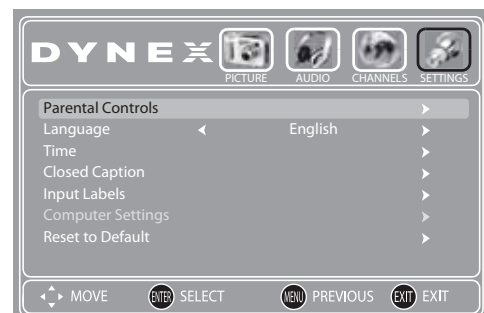 DYNEX
PICTURE AUDIO CHANNELS SETTINGS
Parental Controls
Language English
Time
Closed Caption
Input Labels
Computer Settings
Reset to Default
MOVE ENTER SELECT MENU PREVIOUS EXIT EXIT